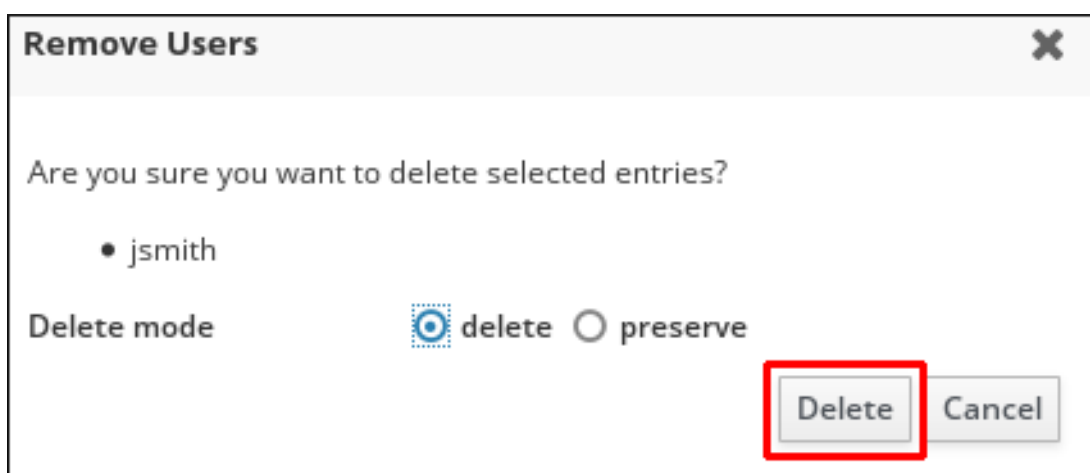 Remove Users
Are you sure you want to delete selected entries?
• jsmith
Delete mode delete preserve
Delete Cancel